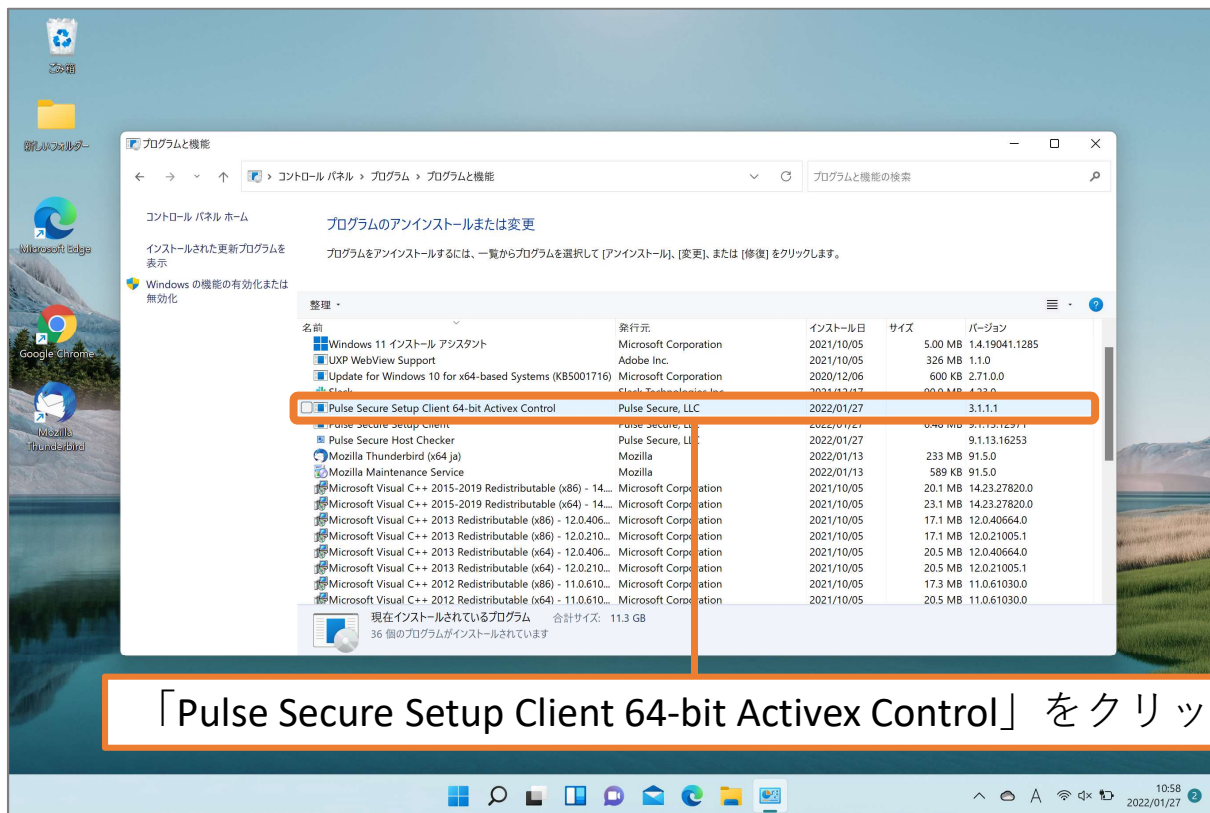 ごみ箱
新しいフォルダー
Microsoft Edge
Google Chrome
Mozilla
Thunderbird
プログラムと機能
コントロール パネル › プログラム › プログラムと機能
プログラムと機能の検索
コントロール パネル ホーム
インストールされた更新プログラムを
表示
Windows の機能の有効化または
無効化
プログラムのアンインストールまたは変更
プログラムをアンインストールするには、一覧からプログラムを選択して [アンインストール]、[変更]、または [修復] をクリックします。
整理
名前 発行元 インストール日 サイズ バージョン
Windows 11 インストール アシスタント Microsoft Corporation 2021/10/05 5.00 MB 1.4.19041.1285
UXP WebView Support Adobe Inc. 2021/10/05 326 MB 1.1.0
Update for Windows 10 for x64-based Systems (KB5001716) Microsoft Corporation 2020/12/06 600 KB 2.71.0.0
Slack Slack Technologies Inc. 2021/12/17
Pulse Secure Setup Client 64-bit Activex Control Pulse Secure, LLC 2022/01/27 3.1.1.1
Pulse Secure Setup Client Pulse Secure, 2022/01/27 9.1.13.12971
Pulse Secure Host Checker Pulse Secure, 2022/01/27 9.1.13.16253
Mozilla Thunderbird (x64 ja) Mozilla 2022/01/13 233 MB 91.5.0
Mozilla Maintenance Service Mozilla 2022/01/13 589 KB 91.5.0
Microsoft Visual C++ 2015-2019 Redistributable (x86) - 14.... Microsoft Corporation 2021/10/05 20.1 MB 14.23.27820.0
Microsoft Visual C++ 2015-2019 Redistributable (x64) - 14.... Microsoft Corporation 2021/10/05 23.1 MB 14.23.27820.0
Microsoft Visual C++ 2013 Redistributable (x86) - 12.0.406... Microsoft Corporation 2021/10/05 17.1 MB 12.0.40664.0
Microsoft Visual C++ 2013 Redistributable (x86) - 12.0.210... Microsoft Corporation 2021/10/05 17.1 MB 12.0.21005.1
Microsoft Visual C++ 2013 Redistributable (x64) - 12.0.406... Microsoft Corporation 2021/10/05 20.5 MB 12.0.40664.0
Microsoft Visual C++ 2013 Redistributable (x64) - 12.0.210... Microsoft Corporation 2021/10/05 20.5 MB 12.0.21005.1
Microsoft Visual C++ 2012 Redistributable (x86) - 11.0.610... Microsoft Corporation 2021/10/05 17.3 MB 11.0.61030.0
Microsoft Visual C++ 2012 Redistributable (x64) - 11.0.610... Microsoft Corporation 2021/10/05 20.5 MB 11.0.61030.0
現在インストールされているプログラム 合計サイズ: 11.3 GB
36 個のプログラムがインストールされています
「Pulse Secure Setup Client 64-bit Activex Control」をクリッ
A 10:58
2022/01/27 2